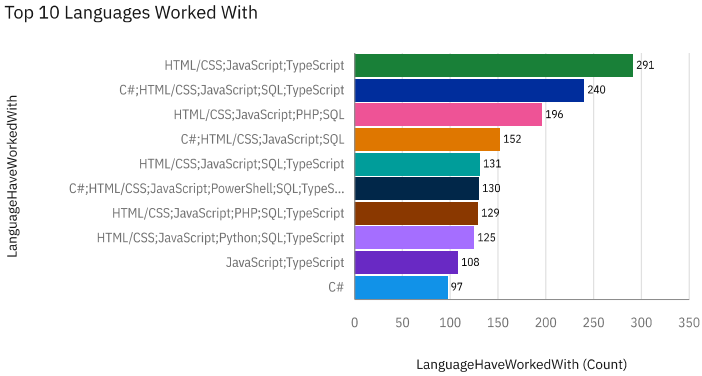 Top 10 Languages Worked With
LanguageHaveWorkedWith
HTML/CSS;JavaScript;TypeScript 291
C#;HTML/CSS;JavaScript;SQL;TypeScript 240
HTML/CSS;JavaScript;PHP;SQL 196
C#;HTML/CSS;JavaScript;SQL 152
HTML/CSS;JavaScript;SQL;TypeScript 131
C#;HTML/CSS;JavaScript;PowerShell;SQL;TypeS... 130
HTML/CSS;JavaScript;PHP;SQL;TypeScript 129
HTML/CSS;JavaScript;Python;SQL;TypeScript 125
JavaScript;TypeScript 108
C# 97
0 50 100 150 200 250 300 350
LanguageHaveWorkedWith (Count)